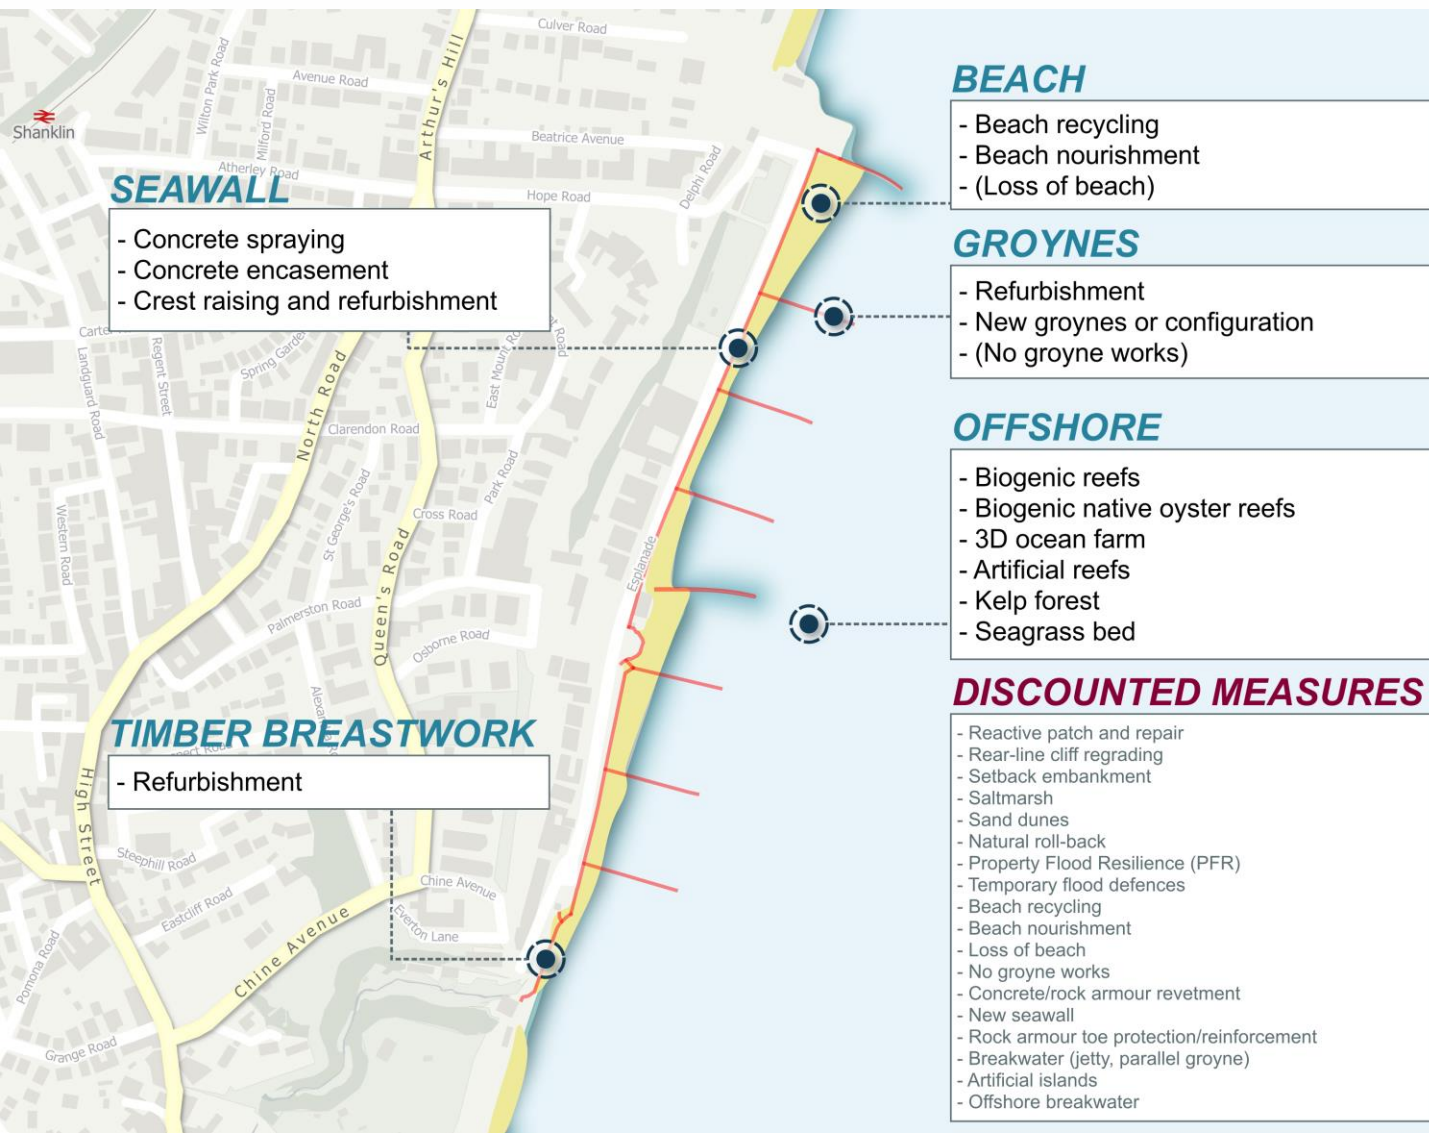 Culver Road
Avenue Road
Wilton Park Road
Milford Road
Arthur's Hill
Shanklin
Beatrice Avenue
Atherley Road
Hope Road
Delphi Road
SEAWALL
- Concrete spraying
- Concrete encasement
- Crest raising and refurbishment
BEACH
- Beach recycling
- Beach nourishment
- (Loss of beach)
GROYNES
- Refurbishment
- New groynes or configuration
- (No groyne works)
Landguard Road
Regent Street
North Road
East Mount
Road
Clarendon Road
Park Road
Cross Road
St George's Road
Western Road
Queen's Road
Palmerston Road
Osborne Road
Esplanade
OFFSHORE
- Biogenic reefs
- Biogenic native oyster reefs
- 3D ocean farm
- Artificial reefs
- Kelp forest
- Seagrass bed
TIMBER BREASTWORK
- Refurbishment
High Street
Steephill Road
Eastcliff Road
Chine Avenue
Chine Avenue
Everton Lane
Pomona Road
Grange Road
DISCOUNTED MEASURES
- Reactive patch and repair
- Rear-line cliff regrading
- Setback embankment
- Saltmarsh
- Sand dunes
- Natural roll-back
- Property Flood Resilience (PFR)
- Temporary flood defences
- Beach recycling
- Beach nourishment
- Loss of beach
- No groyne works
- Concrete/rock armour revetment
- New seawall
- Rock armour toe protection/reinforcement
- Breakwater (jetty, parallel groyne)
- Artificial islands
- Offshore breakwater